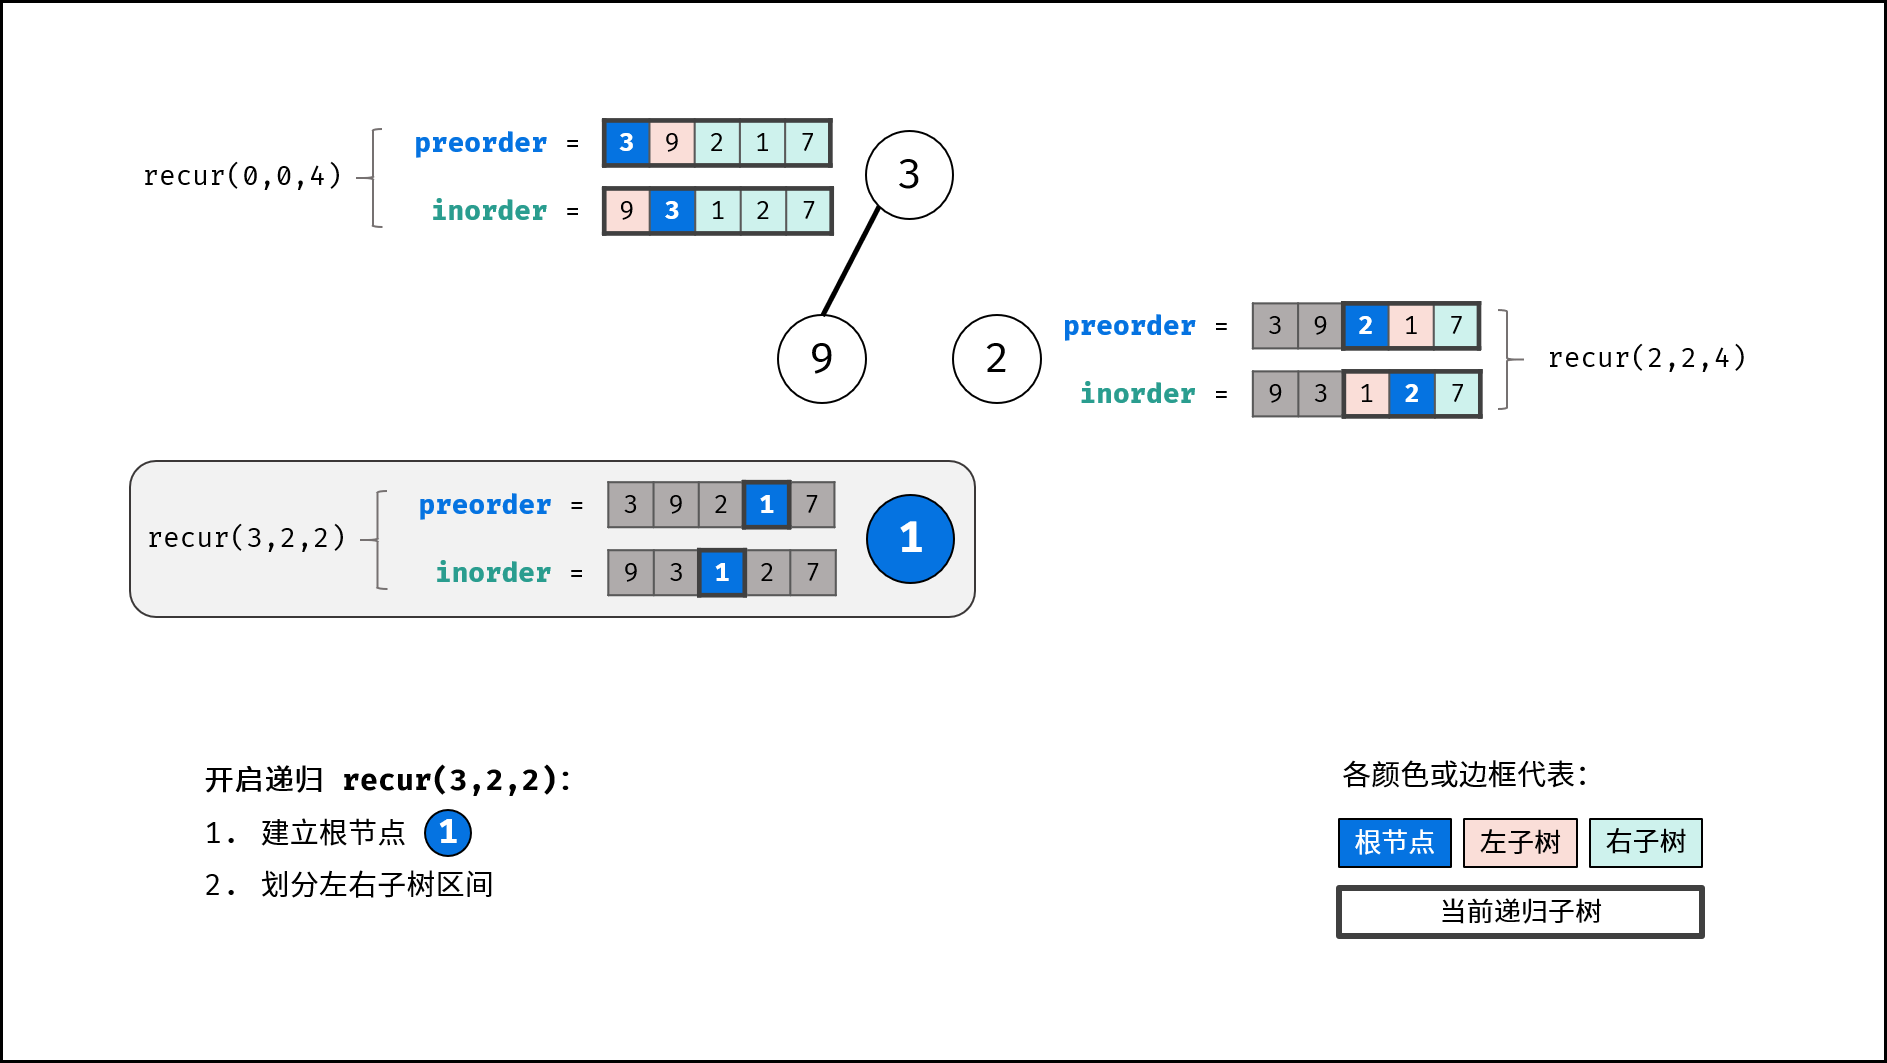 preorder = 3 9 2 1 7
recur(0,0,4)
inorder = 9 3 1 2 7
3
9
2
preorder = 3 9 2 1 7
recur(2,2,4)
inorder = 9 3 1 2 7
preorder = 3 9 2 1 7
recur(3,2,2)
inorder = 9 3 1 2 7
1
开启递归 recur(3,2,2)：
1. 建立根节点 1
2. 划分左右子树区间
各颜色或边框代表：
根节点 左子树 右子树
当前递归子树